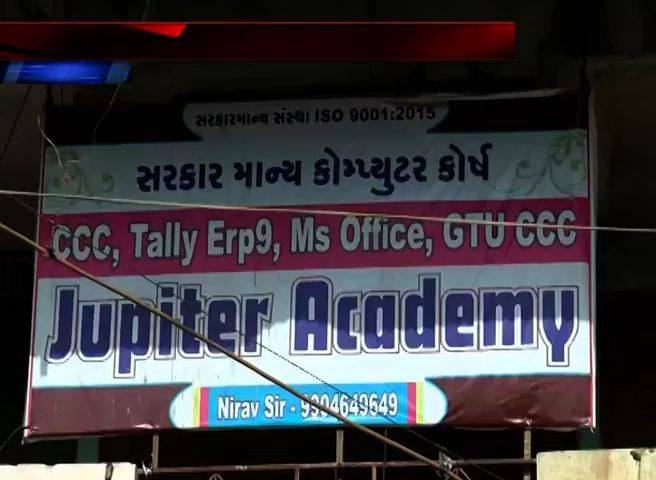 સરકારમાન્ય સંસ્થા ISO 9001:2015
સરકાર માન્ય કોમ્પ્યુટર કોર્ષ
CCC, Tally Erp9, Ms Office, GTU CCC
Jupiter Academy
Nirav Sir - 9904649649